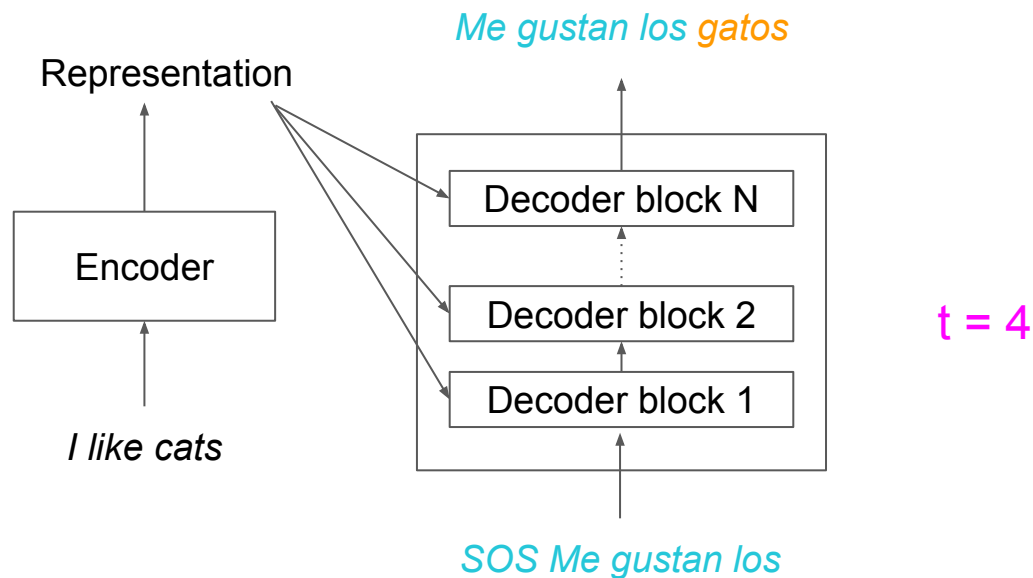 Me gustan los gatos
Representation
Decoder block N
Encoder
Decoder block 2
t = 4
Decoder block 1
I like cats
SOS Me gustan los